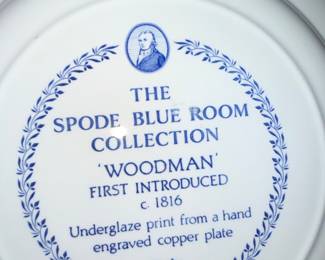 THE
SPODE BLUE ROOM
COLLECTION
'WOODMAN'
FIRST INTRODUCED
c. 1816
Underglaze print from a hand
engraved copper plate